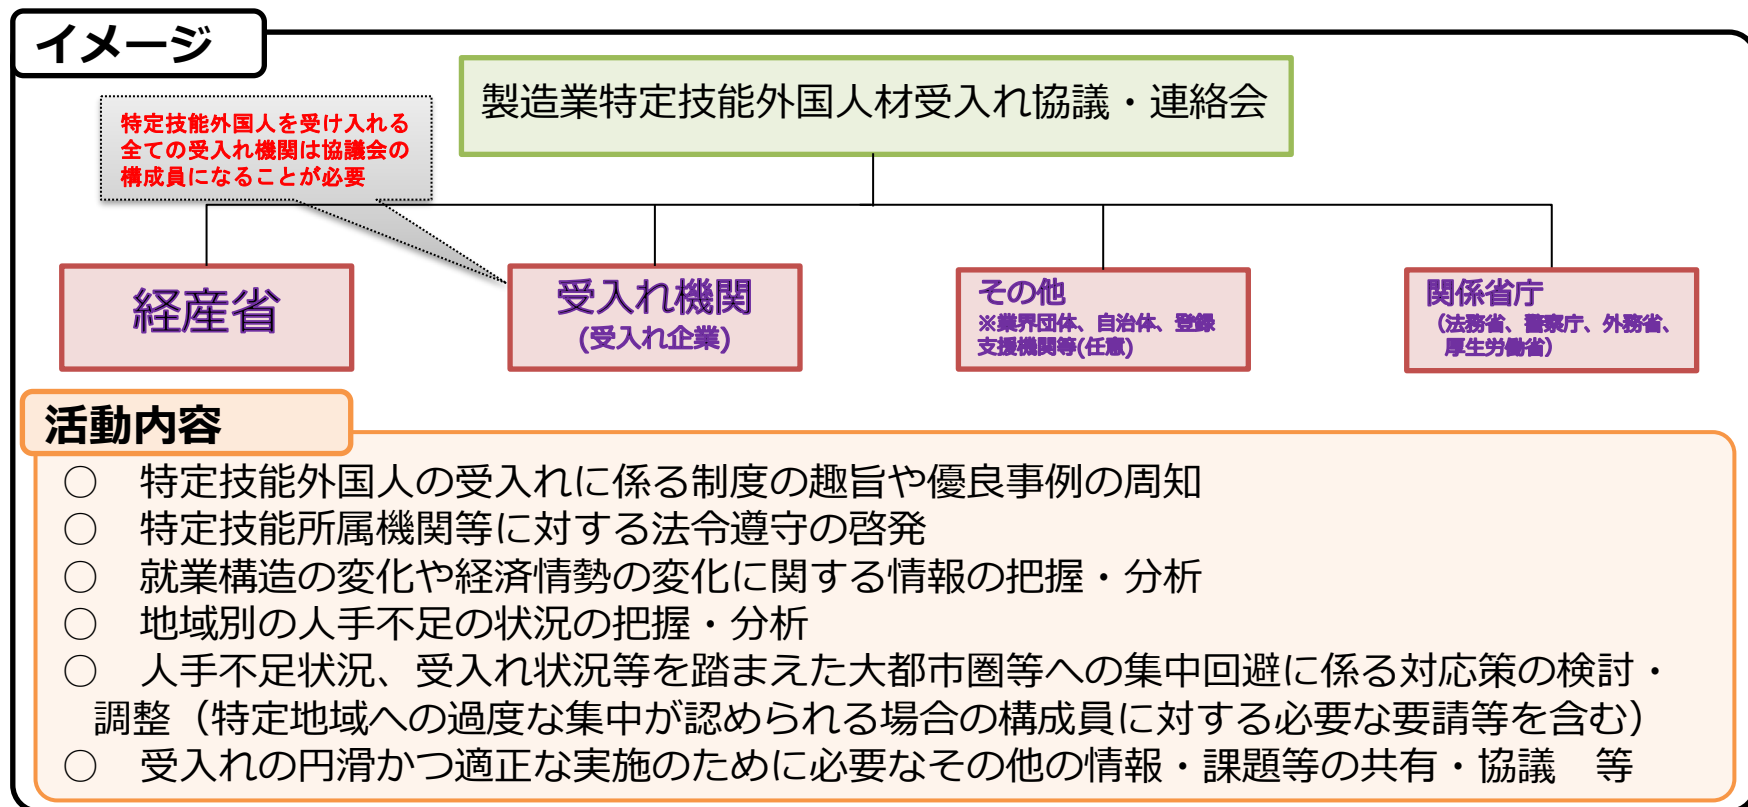 イメージ
製造業特定技能外国人材受入れ協議・連絡会
特定技能外国人を受け入れる
全ての受入れ機関は協議会の
構成員になることが必要
経産省
受入れ機関
(受入れ企業)
その他
※業界団体、自治体、登録
支援機関等(任意)
関係省庁
（法務省、警察庁、外務省、
厚生労働省）
活動内容
○　特定技能外国人の受入れに係る制度の趣旨や優良事例の周知
○　特定技能所属機関等に対する法令遵守の啓発
○　就業構造の変化や経済情勢の変化に関する情報の把握・分析
○　地域別の人手不足の状況の把握・分析
○　人手不足状況、受入れ状況等を踏まえた大都市圏等への集中回避に係る対応策の検討・
調整（特定地域への過度な集中が認められる場合の構成員に対する必要な要請等を含む）
○　受入れの円滑かつ適正な実施のために必要なその他の情報・課題等の共有・協議　等